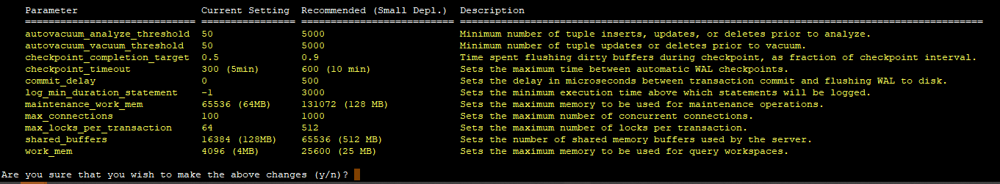 Parameter Current Setting Recommended (Small Depl.) Description
============================= ================ ========================== =========================================================================================
autovacuum_analyze_threshold 50 5000 Minimum number of tuple inserts, updates, or deletes prior to analyze.
autovacuum_vacuum_threshold 50 5000 Minimum number of tuple updates or deletes prior to vacuum.
checkpoint_completion_target 0.5 0.9 Time spent flushing dirty buffers during checkpoint, as fraction of checkpoint interval.
checkpoint_timeout 300 (5min) 600 (10 min) Sets the maximum time between automatic WAL checkpoints.
commit_delay 0 500 Sets the delay in microseconds between transaction commit and flushing WAL to disk.
log_min_duration_statement -1 3000 Sets the minimum execution time above which statements will be logged.
maintenance_work_mem 65536 (64MB) 131072 (128 MB) Sets the maximum memory to be used for maintenance operations.
max_connections 100 1000 Sets the maximum number of concurrent connections.
max_locks_per_transaction 64 512 Sets the maximum number of locks per transaction.
shared_buffers 16384 (128MB) 65536 (512 MB) Sets the number of shared memory buffers used by the server.
work_mem 4096 (4MB) 25600 (25 MB) Sets the maximum memory to be used for query workspaces.
Are you sure that you wish to make the above changes (y/n)?